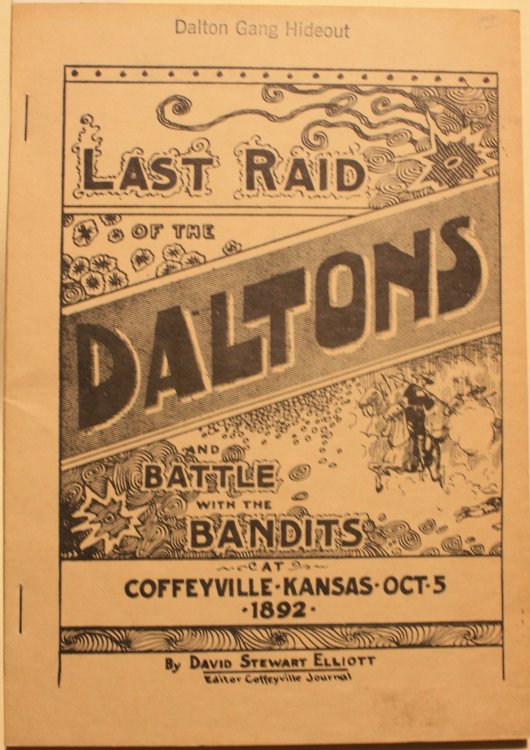 Dalton Gang Hideout
LAST RAID
OF THE
DALTONS
AND
BATTLE
WITH THE
BANDITS
AT
COFFEYVILLE·KANSAS·OCT·5
·1892·
By DAVID STEWART ELLIOTT
Editor Coffeyville Journal